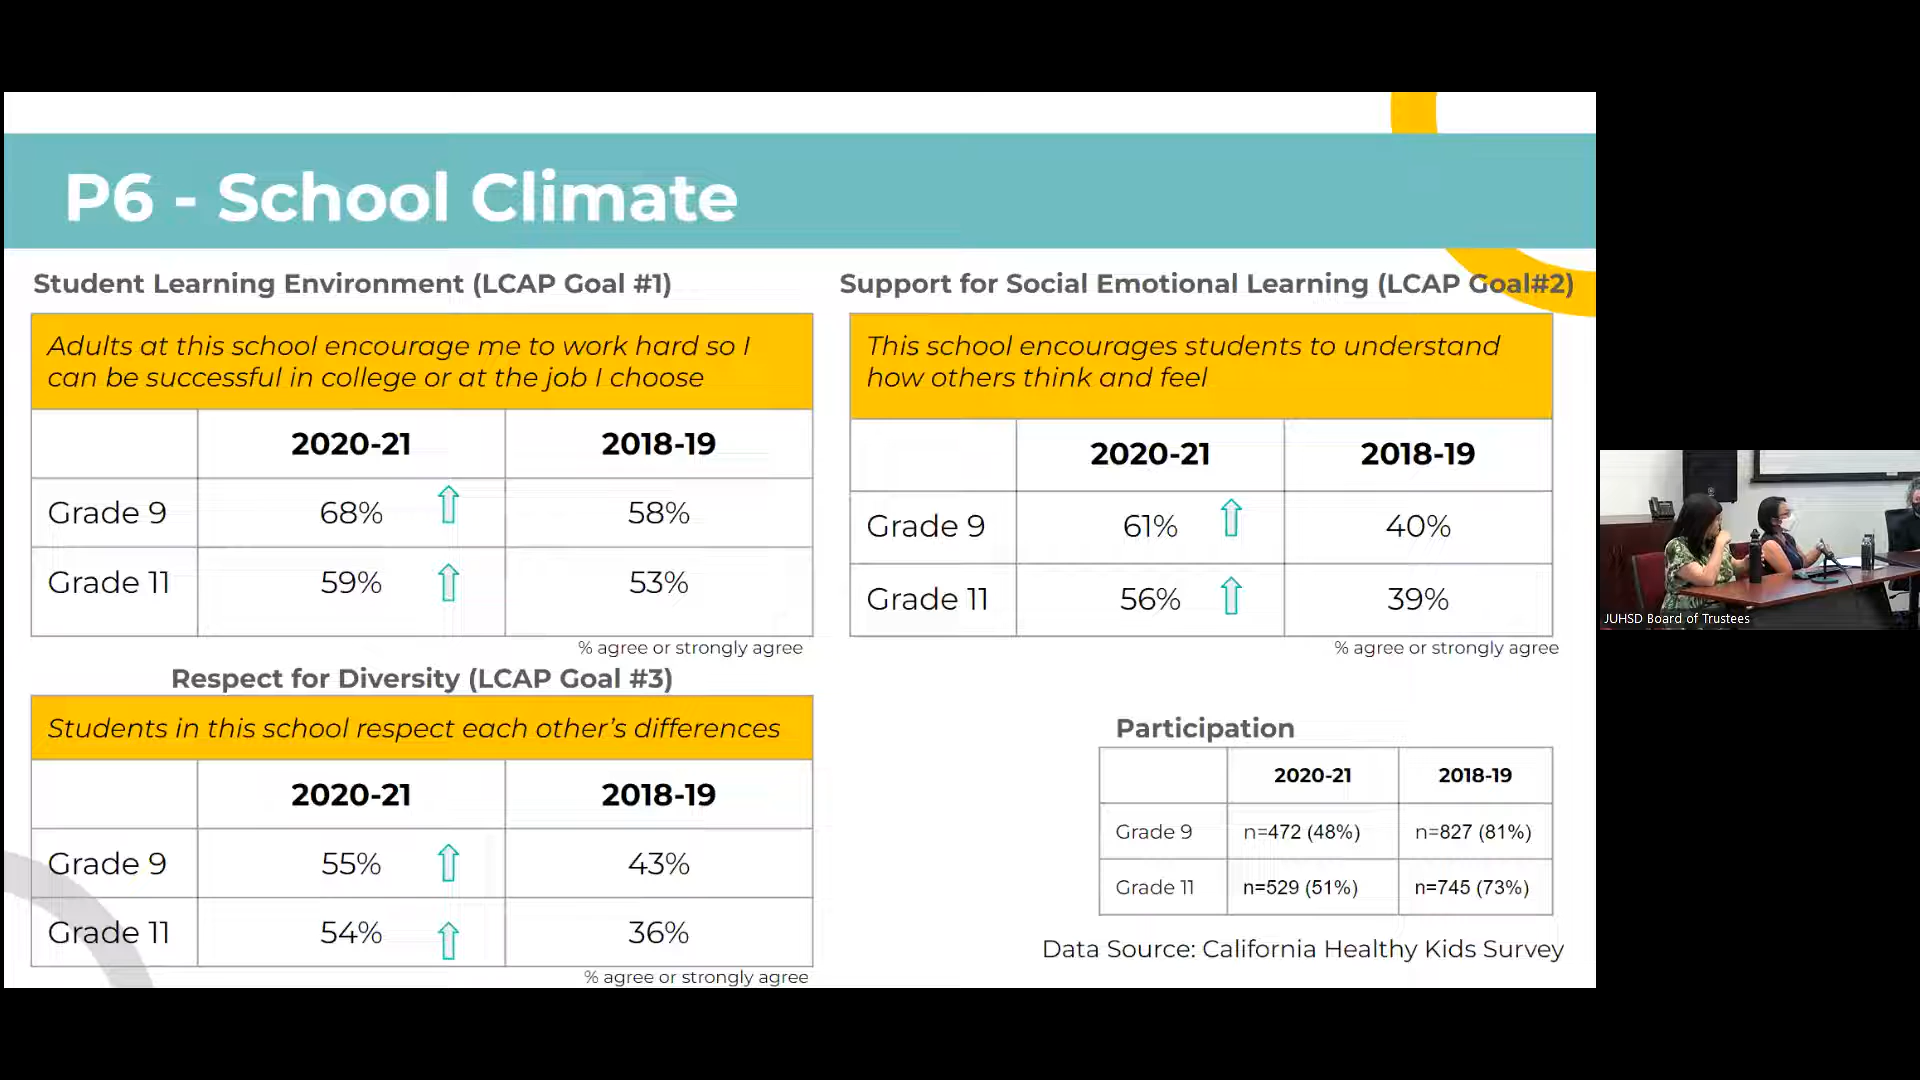 P6 - School Climate
Student Learning Environment (LCAP Goal #1)
Adults at this school encourage me to work hard so I
can be successful in college or at the job I choose
2020-21 2018-19
Grade 9 68% 58%
Grade 11 59% 53%
% agree or strongly agree
Support for Social Emotional Learning (LCAP Goal#2)
This school encourages students to understand
how others think and feel
2020-21 2018-19
Grade 9 61% 40%
Grade 11 56% 39%
% agree or strongly agree
Respect for Diversity (LCAP Goal #3)
Students in this school respect each other's differences
2020-21 2018-19
Grade 9 55% 43%
Grade 11 54% 36%
% agree or strongly agree
Participation
2020-21 2018-19
Grade 9 n=472 (48%) n=827 (81%)
Grade 11 n=529 (51%) n=745 (73%)
Data Source: California Healthy Kids Survey
JUHSD Board of Trustees